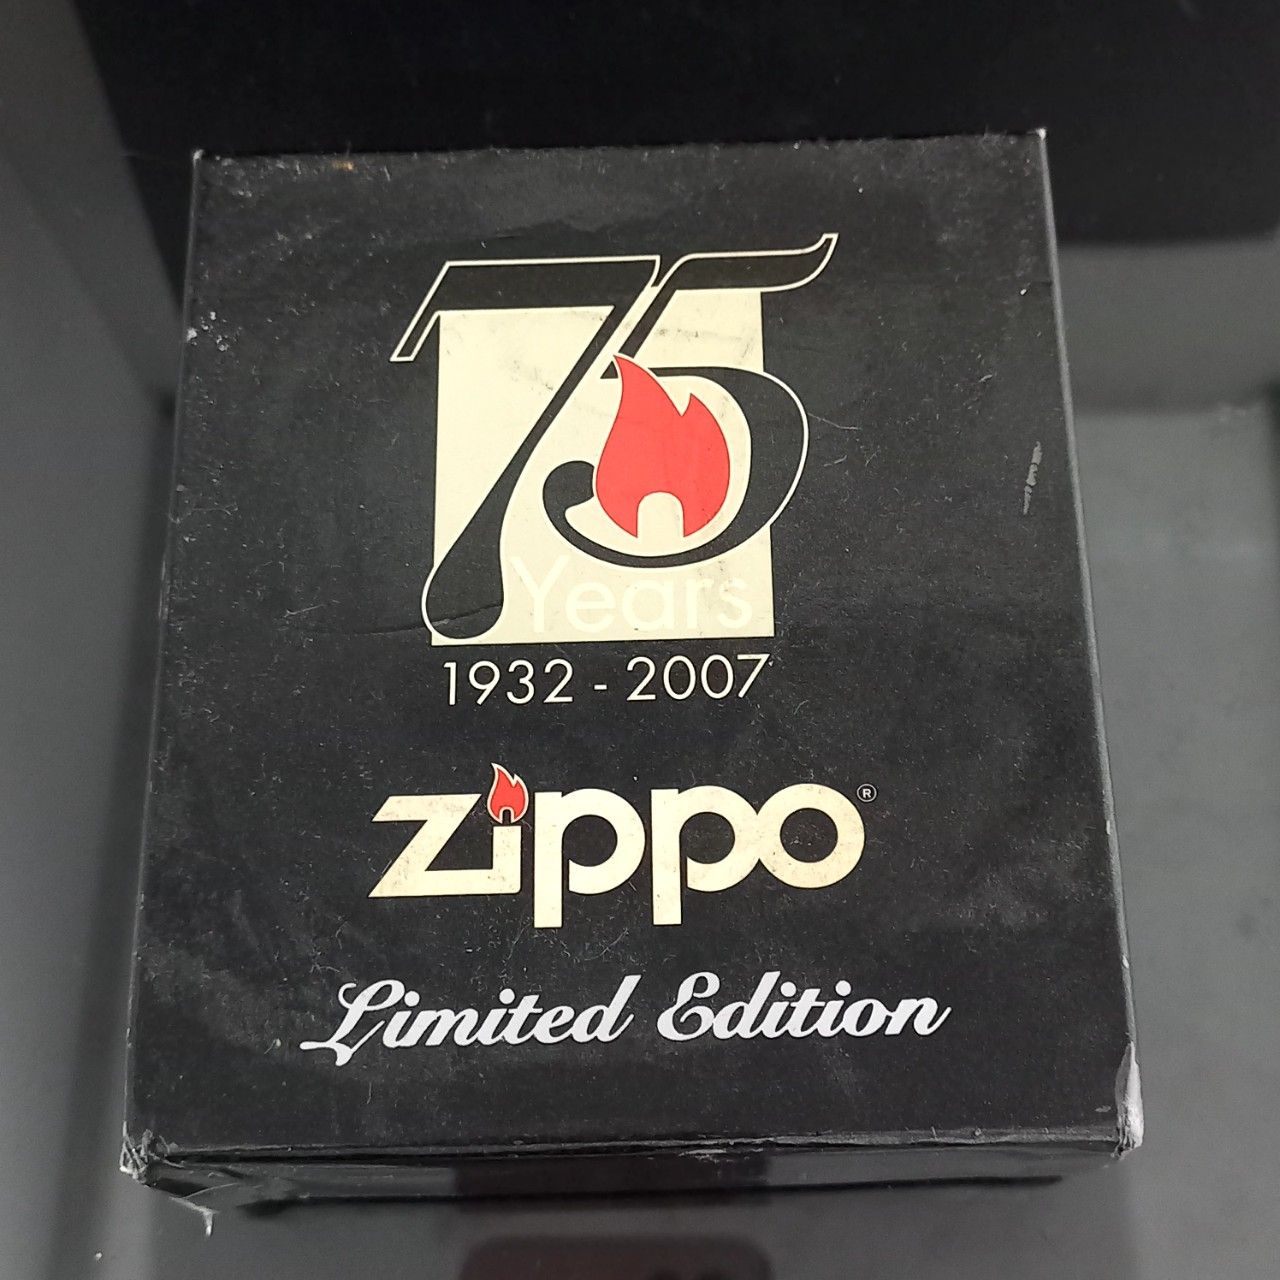 75
Years
1932 - 2007
zippo®
Limited Edition